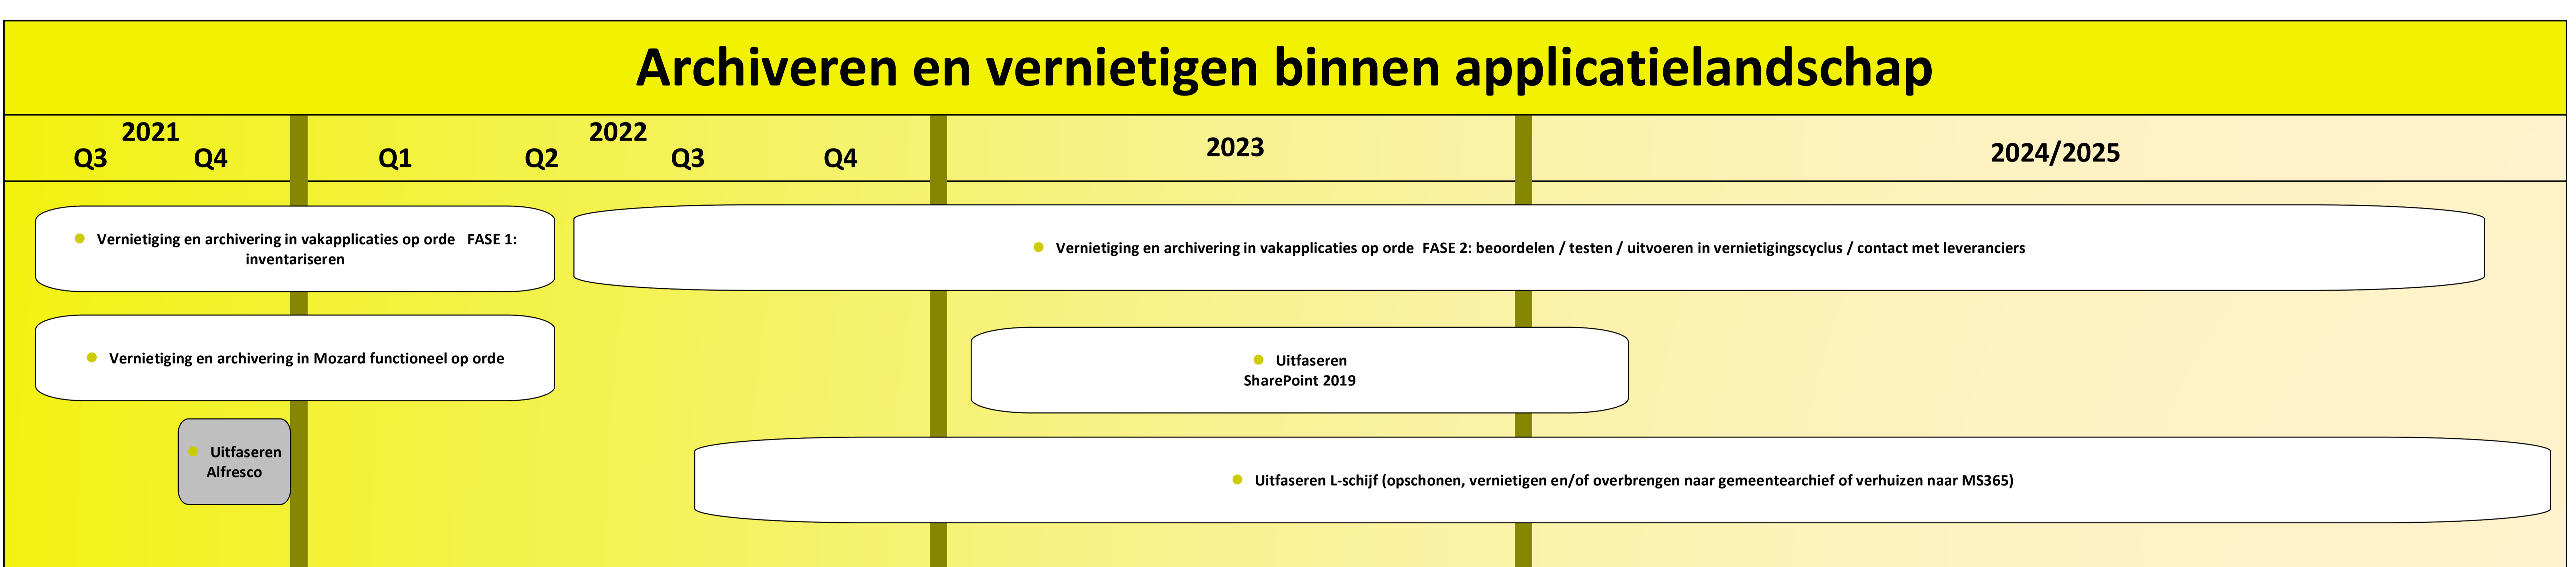 Archiveren en vernietigen binnen applicatielandschap
2021
2022
2023
2024/2025
Q3
Q4
Q1
Q2
Q3
Q4
Vernietiging en archivering in vakapplicaties op orde FASE 1:
inventariseren
Vernietiging en archivering in vakapplicaties op orde FASE 2: beoordelen / testen / uitvoeren in vernietigingscyclus / contact met leveranciers
Vernietiging en archivering in Mozard functioneel op orde
Uitfaseren
SharePoint 2019
Uitfaseren
Alfresco
Uitfaseren L-schijf (opschonen, vernietigen en/of overbrengen naar gemeentearchief of verhuizen naar MS365)